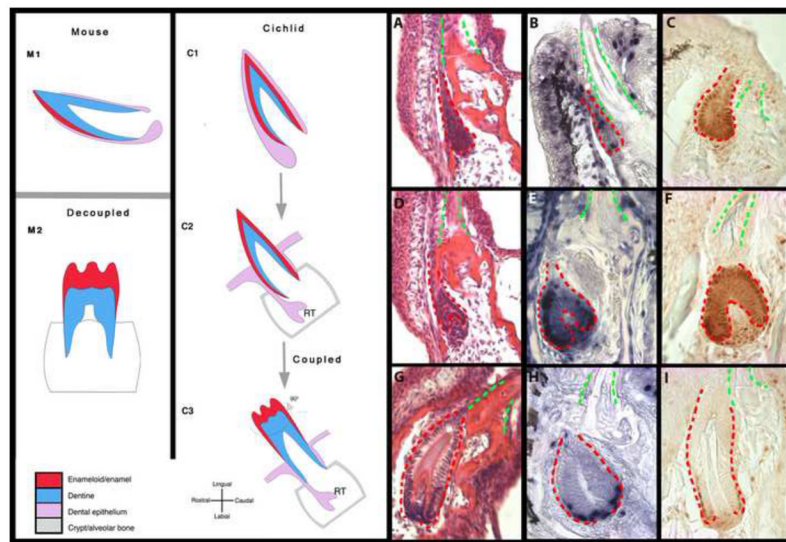 Mouse
M1
Decoupled
M2
Enameloid/enamel
Dentine
Dental epithelium
Crypt/alveolar bone
Cichlid
C1
C2
RT
Coupled
C3
RT
Lingual
Rostral
Caudal
Labial
A
B
C
D
E
F
G
H
I